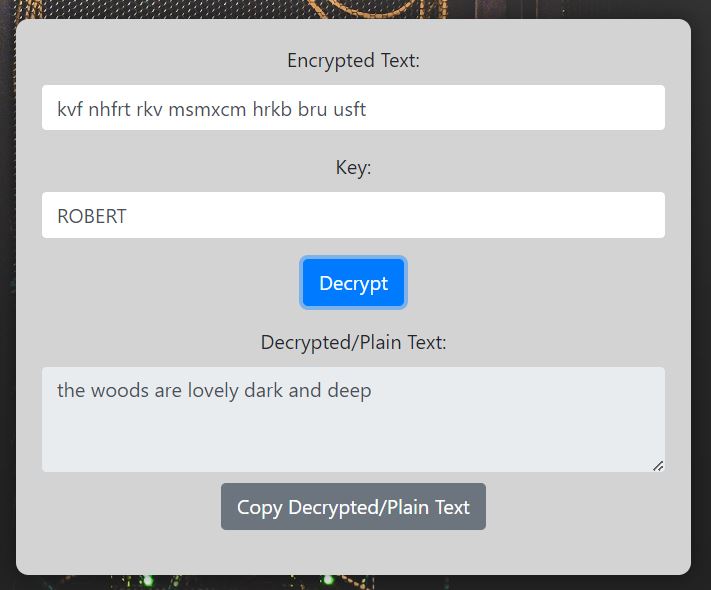 Encrypted Text:
kvf nhfrt rkv msmxcm hrkb bru usft
Key:
ROBERT
Decrypt
Decrypted/Plain Text:
the woods are lovely dark and deep
Copy Decrypted/Plain Text